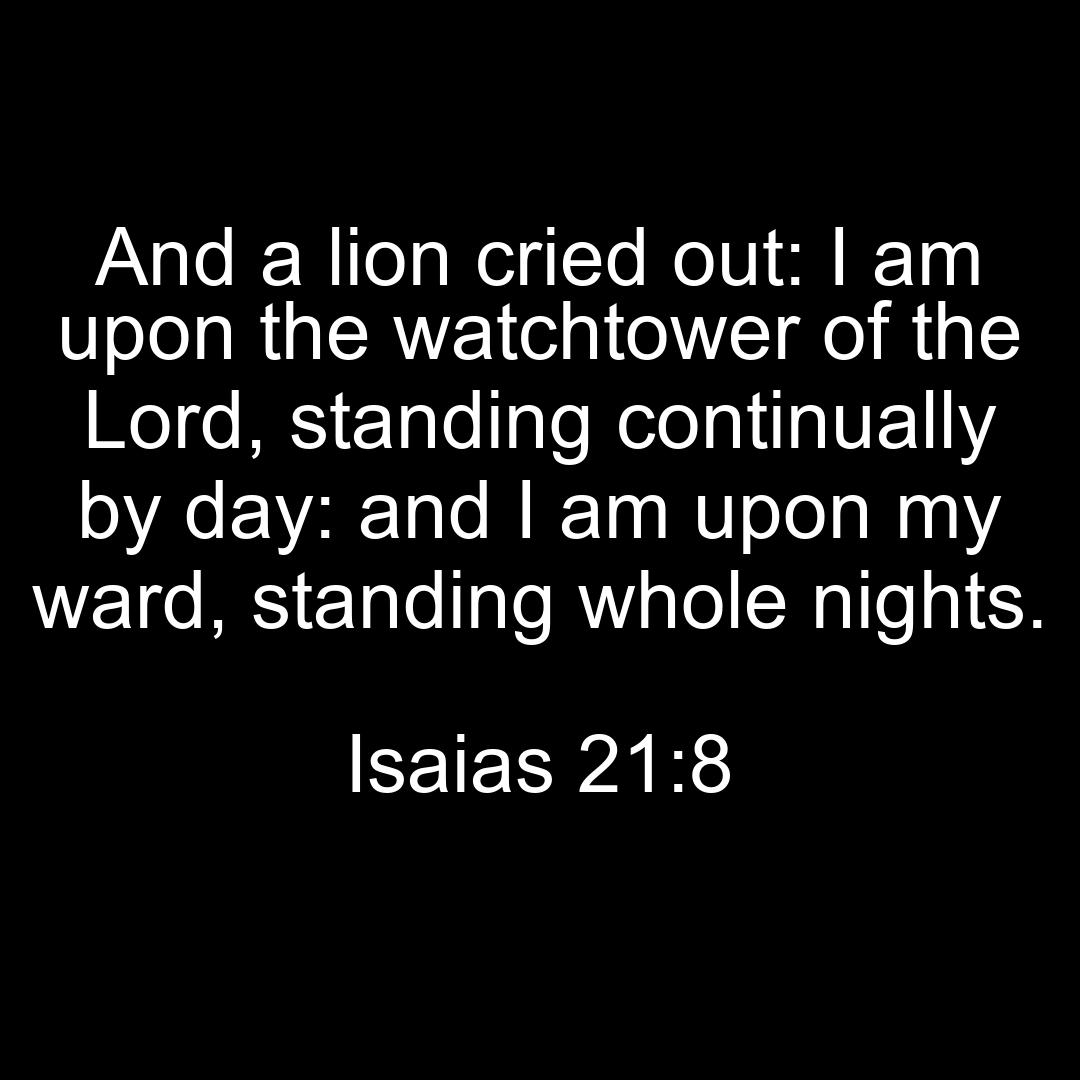 And a lion cried out: I am
upon the watchtower of the
Lord, standing continually
by day: and I am upon my
ward, standing whole nights.
Isaias 21:8